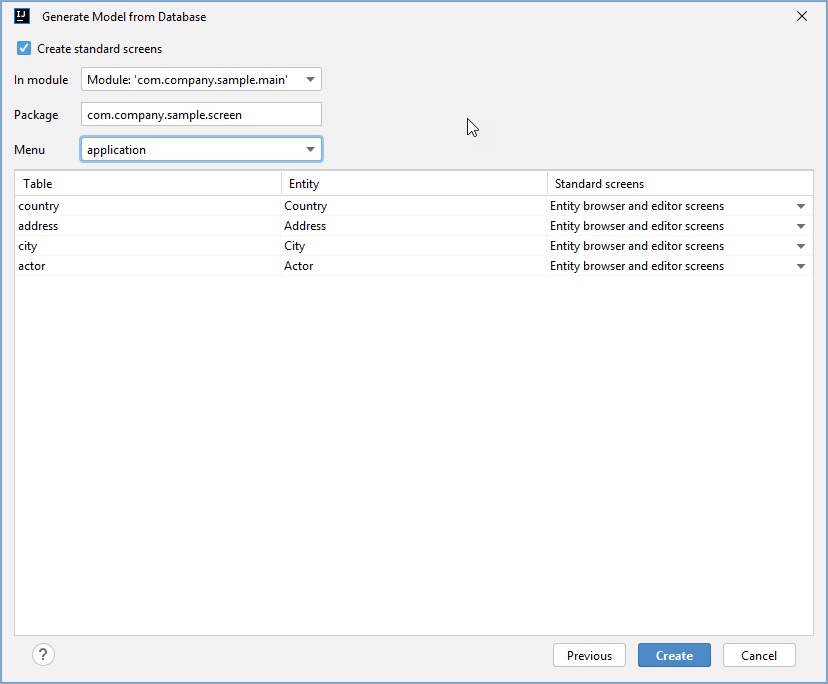 IJ Generate Model from Database
Create standard screens
In module Module: 'com.company.sample.main'
Package com.company.sample.screen
Menu application
Table Entity Standard screens
country Country Entity browser and editor screens
address Address Entity browser and editor screens
city City Entity browser and editor screens
actor Actor Entity browser and editor screens
? Previous Create Cancel